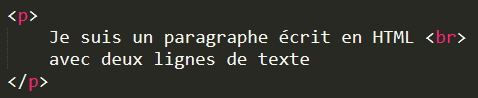 <p>
Je suis un paragraphe écrit en HTML <br>
avec deux lignes de texte
</p>